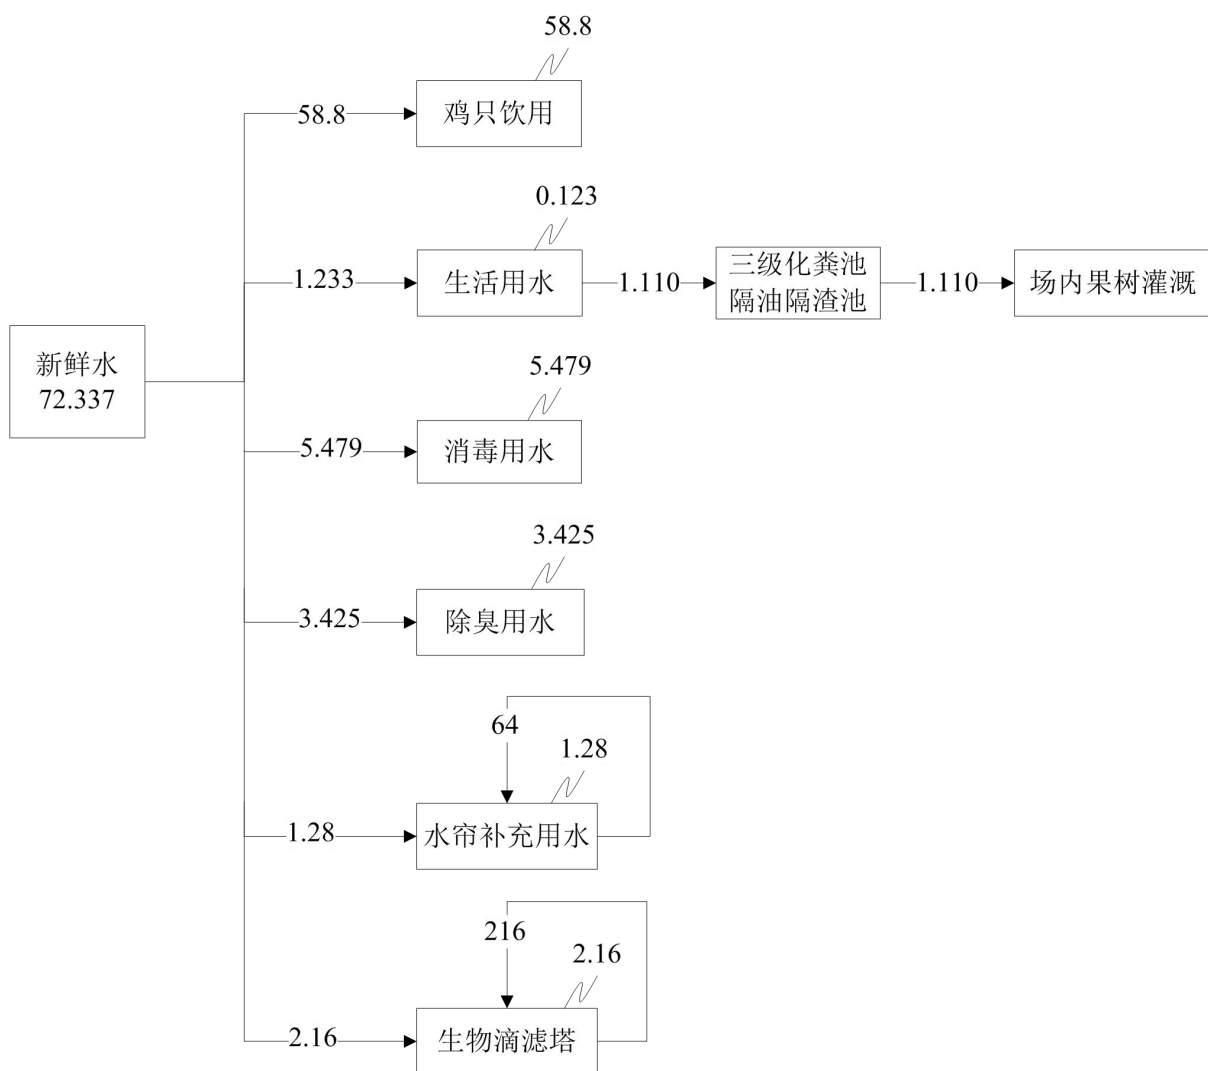 58.8
58.8
鸡只饮用
0.123
1.233
生活用水
1.110
三级化粪池
隔油隔渣池
1.110
场内果树灌溉
新鲜水
72.337
5.479
5.479
消毒用水
3.425
3.425
除臭用水
64
1.28
1.28
水帘补充用水
216
2.16
2.16
生物滴滤塔